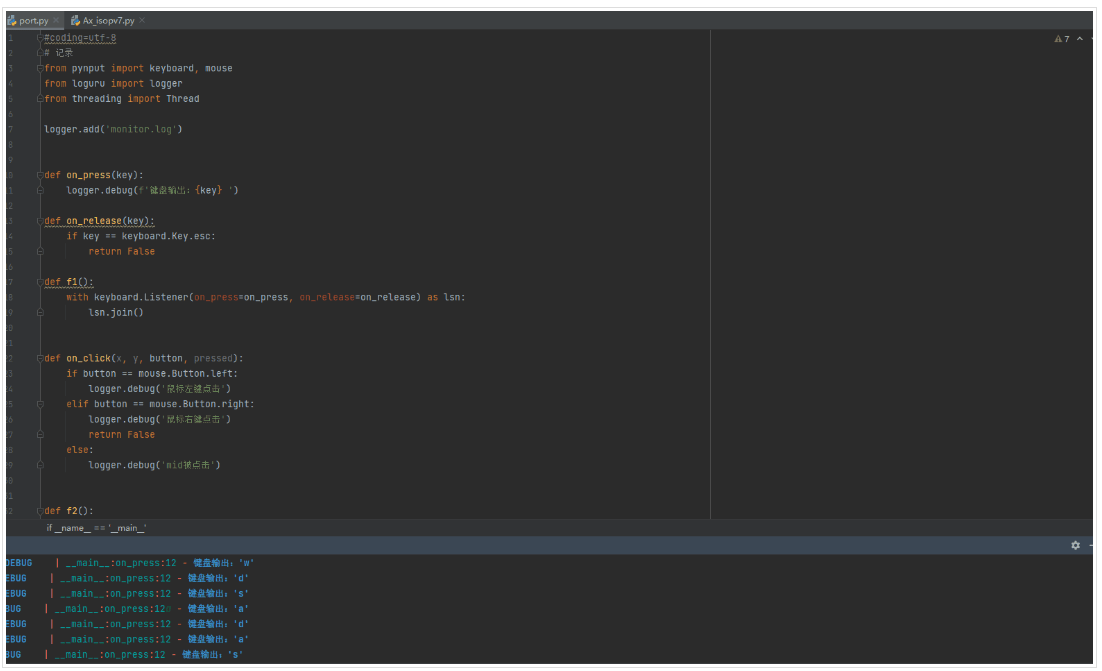 port.py Ax_isopv7.py
1 #coding=utf-8 7
2 # 记录
3 from pynput import keyboard, mouse
4 from loguru import logger
5 from threading import Thread
6
7 logger.add('monitor.log')
8
9
10 def on_press(key):
11 logger.debug(f'键盘输出：{key} ')
12
13 def on_release(key):
14 if key == keyboard.Key.esc:
15 return False
16
17 def f1():
18 with keyboard.Listener(on_press=on_press, on_release=on_release) as lsn:
19 lsn.join()
20
21
22 def on_click(x, y, button, pressed):
23 if button == mouse.Button.left:
24 logger.debug('鼠标左键点击')
25 elif button == mouse.Button.right:
26 logger.debug('鼠标右键点击')
27 return False
28 else:
29 logger.debug('mid被点击')
30
31
32 def f2():
if __name__ == '__main__'
DEBUG | __main__:on_press:12 - 键盘输出：'w'
EBUG | __main__:on_press:12 - 键盘输出：'d'
EBUG | __main__:on_press:12 - 键盘输出：'s'
BUG | __main__:on_press:12 - 键盘输出：'a'
EBUG | __main__:on_press:12 - 键盘输出：'d'
EBUG | __main__:on_press:12 - 键盘输出：'a'
BUG | __main__:on_press:12 - 键盘输出：'s'